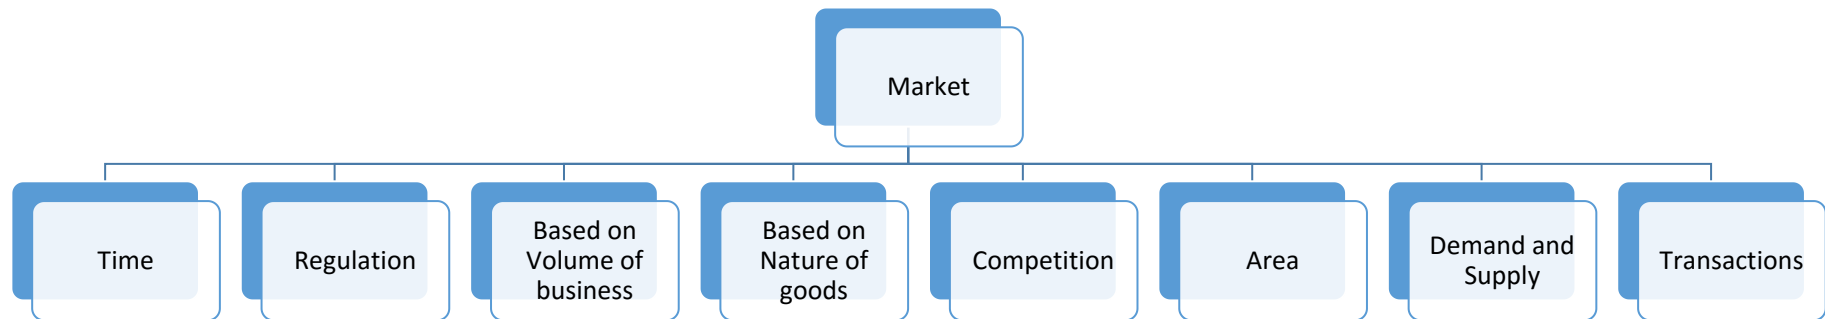 Market
Time
Regulation
Based on
Volume of
business
Based on
Nature of
goods
Competition
Area
Demand and
Supply
Transactions